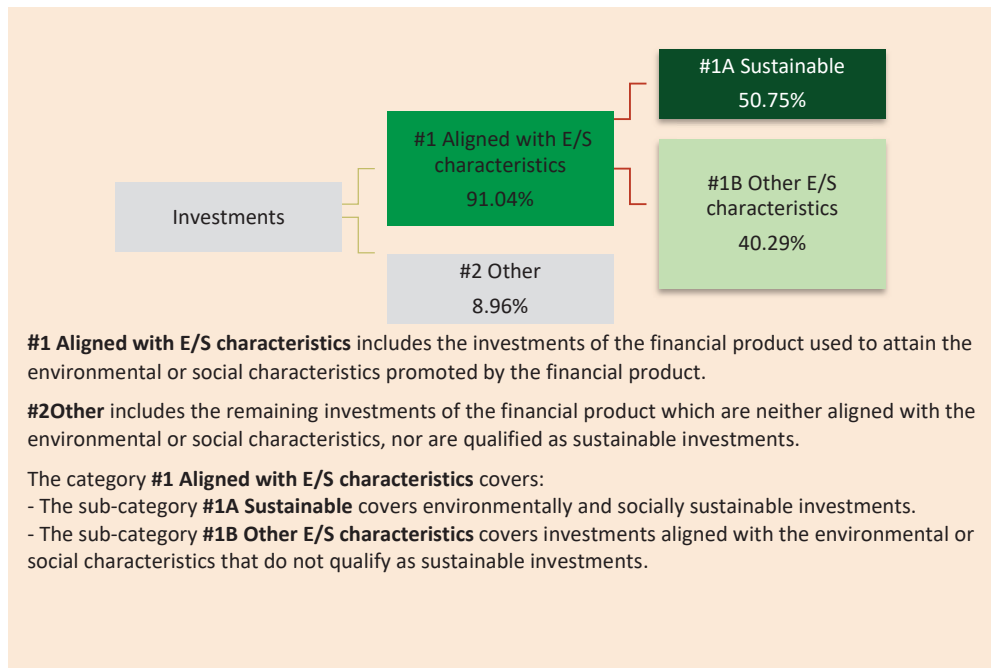 #1A Sustainable
50.75%
#1 Aligned with E/S
characteristics
91.04%
#1B Other E/S
characteristics
40.29%
Investments
#2 Other
8.96%
#1 Aligned with E/S characteristics includes the investments of the financial product used to attain the
environmental or social characteristics promoted by the financial product.
#2Other includes the remaining investments of the financial product which are neither aligned with the
environmental or social characteristics, nor are qualified as sustainable investments.
The category #1 Aligned with E/S characteristics covers:
- The sub-category #1A Sustainable covers environmentally and socially sustainable investments.
- The sub-category #1B Other E/S characteristics covers investments aligned with the environmental or
social characteristics that do not qualify as sustainable investments.